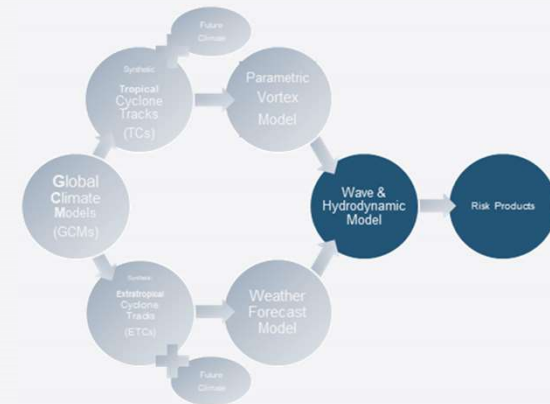 Future
Climate
Synthetic
Tropical
Cyclone
Tracks
(TCs)
Parametric
Vortex
Model
Global
Climate
Models
(GCMs)
Wave &
Hydrodynamic
Model
Risk Products
Synthetic
Extratropical
Cyclone
Tracks
(ETCs)
Weather
Forecast
Model
Future
Climate